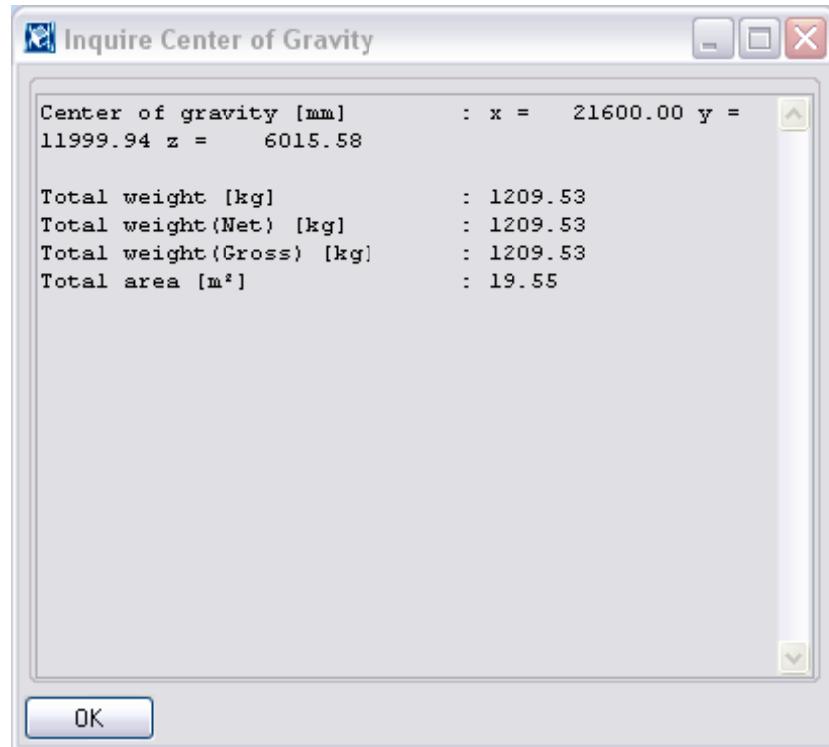 Inquire Center of Gravity
Center of gravity [mm] : x = 21600.00 y =
11999.94 z = 6015.58
Total weight [kg] : 1209.53
Total weight(Net) [kg] : 1209.53
Total weight(Gross) [kg] : 1209.53
Total area [m²] : 19.55
OK